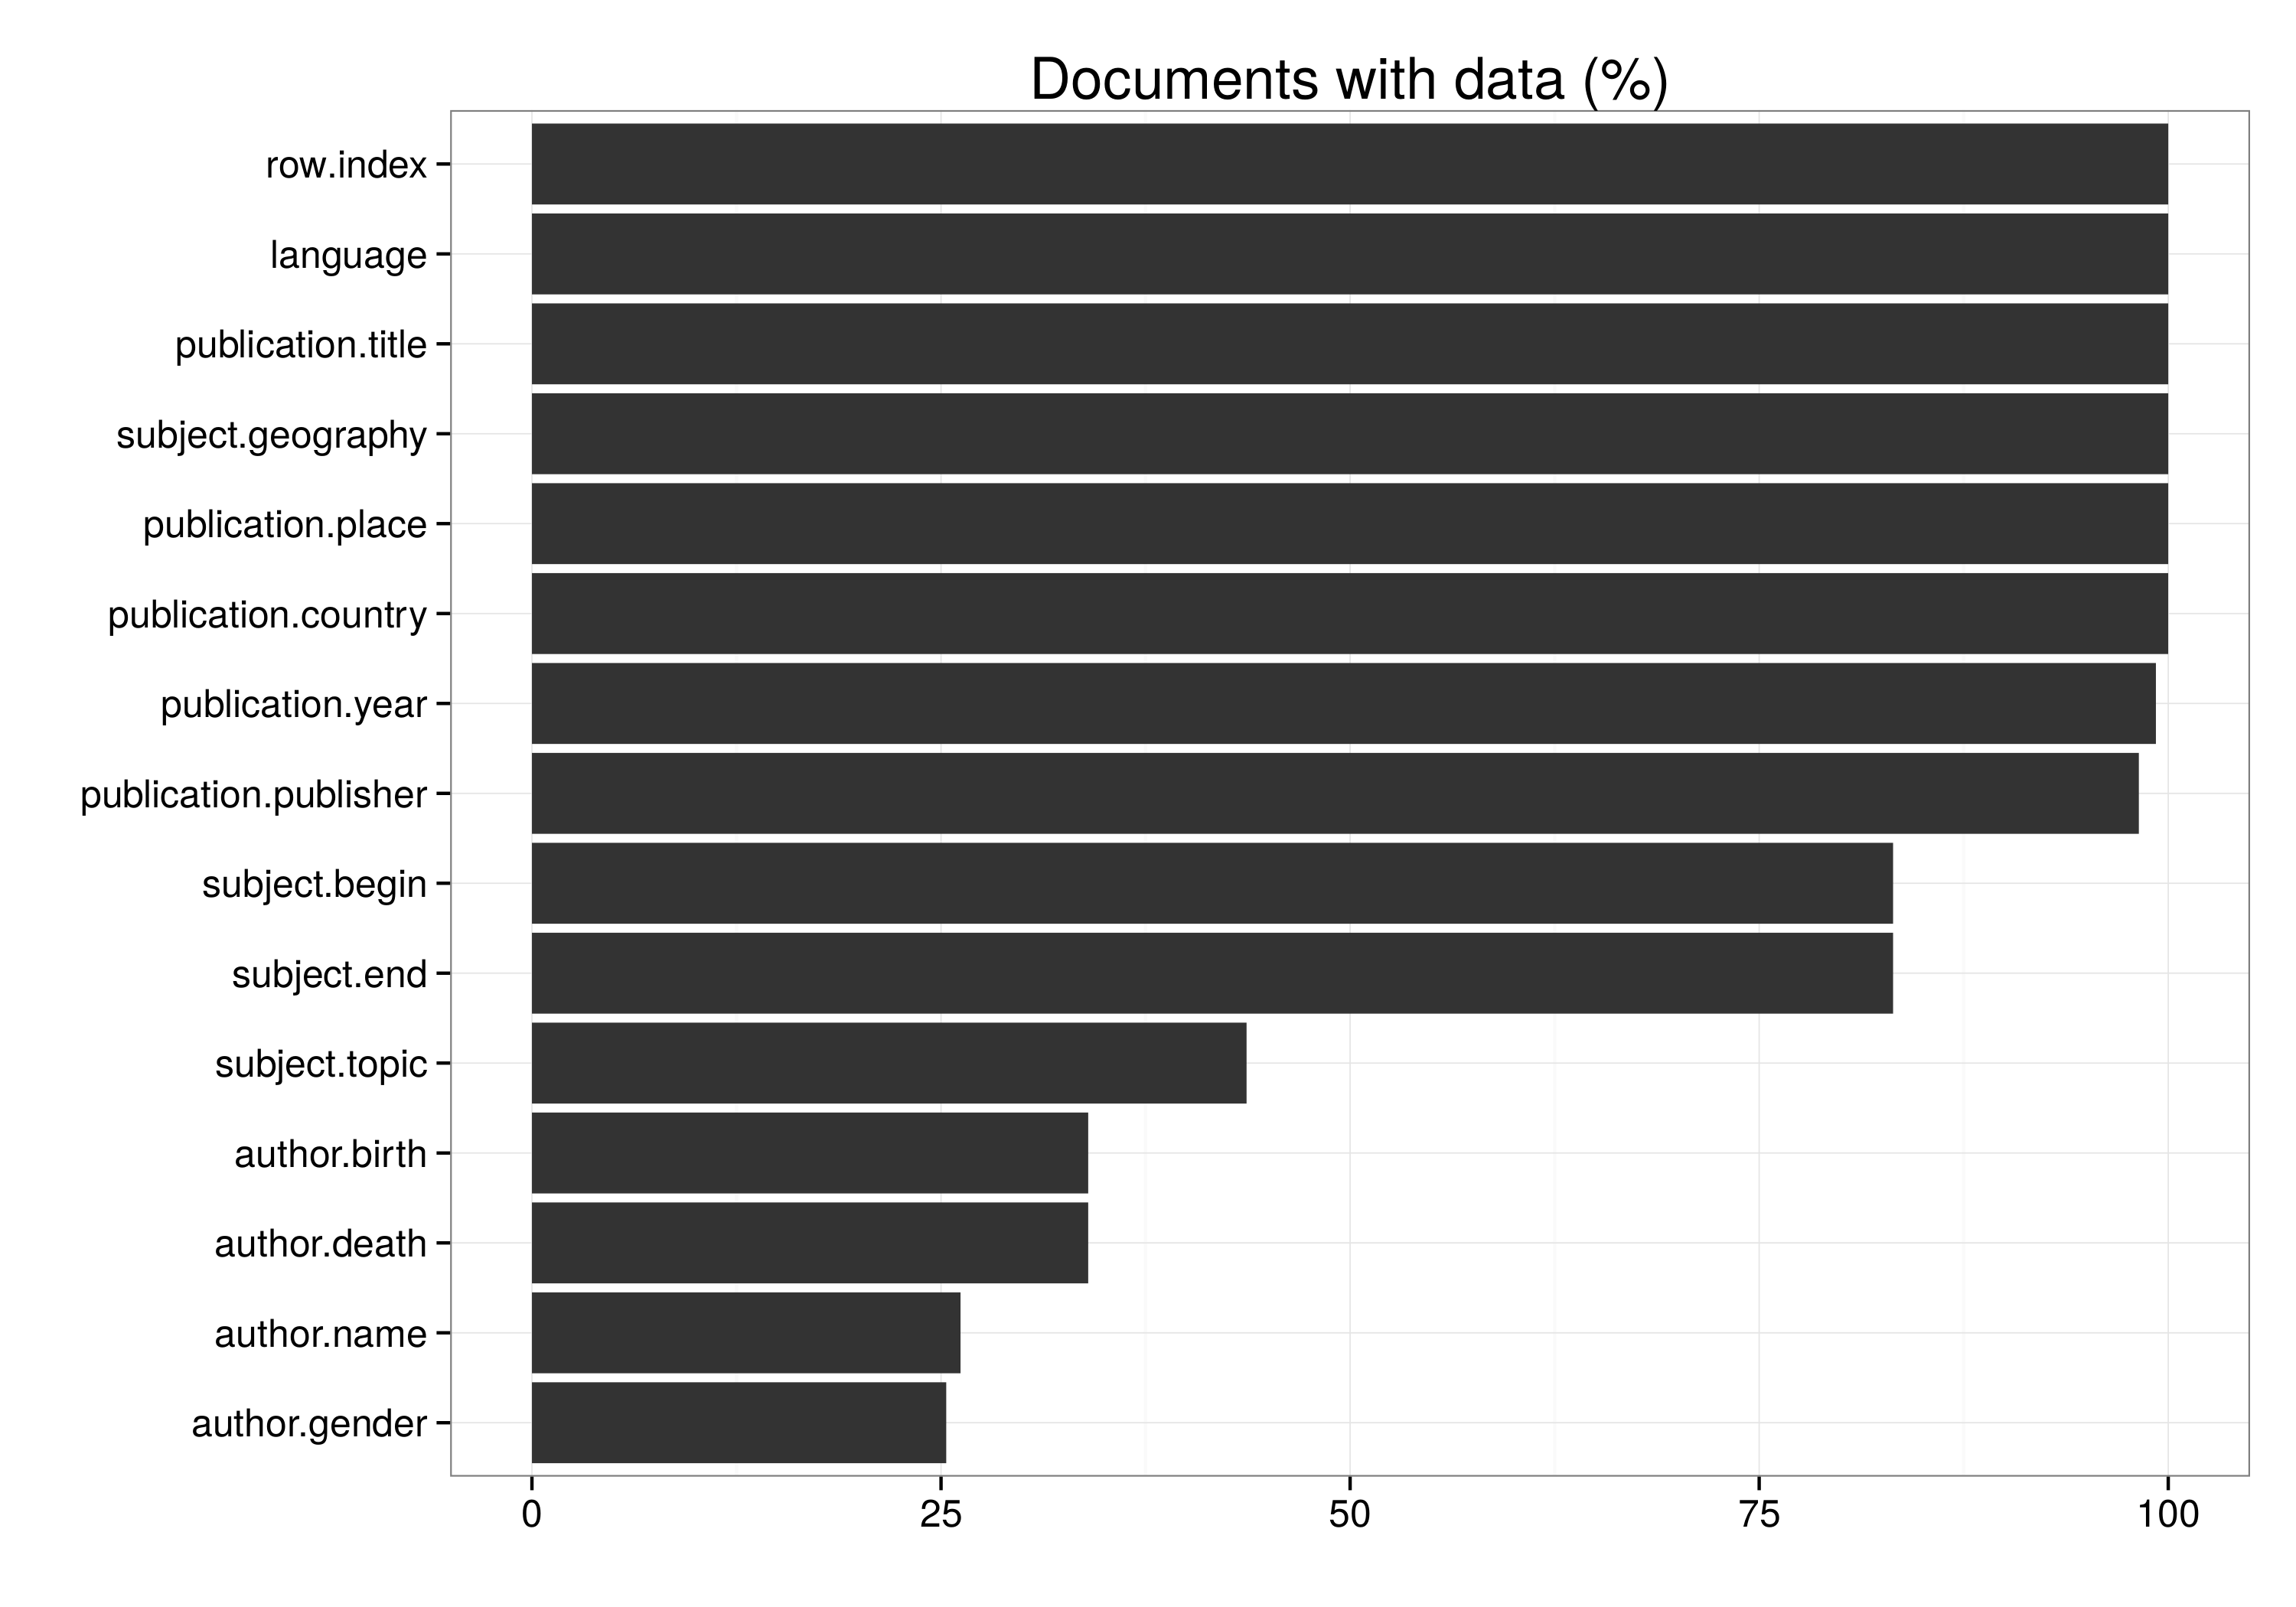 Documents with data (%)
row.index
language
publication.title
subject.geography
publication.place
publication.country
publication.year
publication.publisher
subject.begin
subject.end
subject.topic
author.birth
author.death
author.name
author.gender
0 25 50 75 100